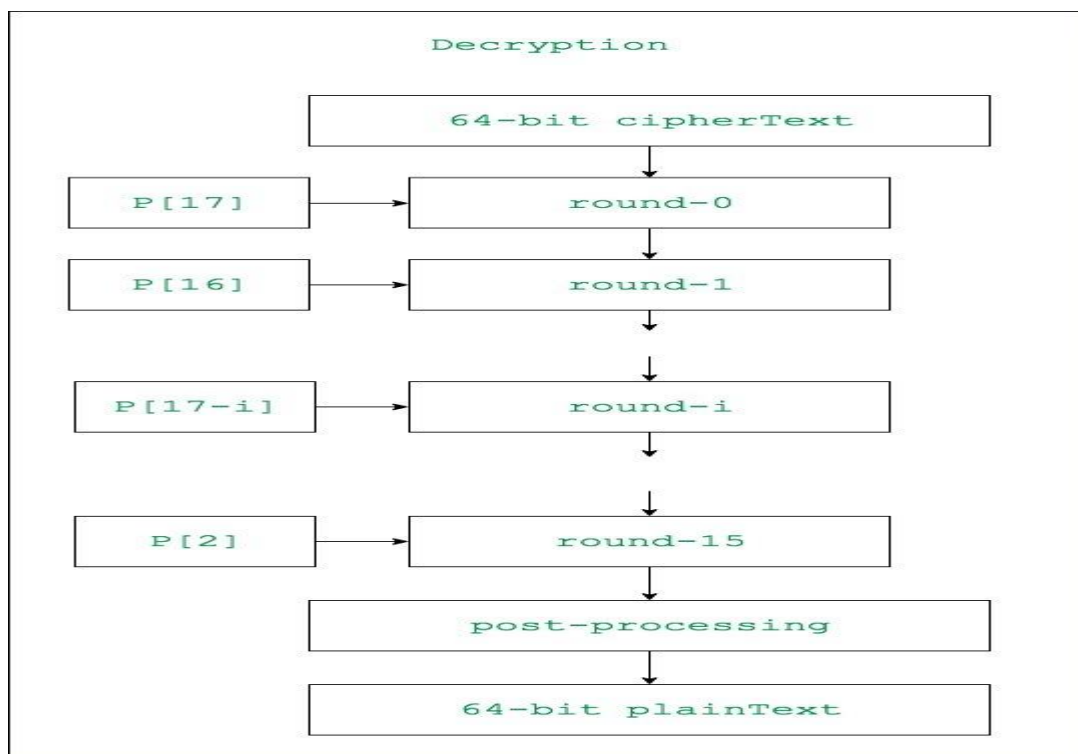 Decryption
64-bit cipherText
P[17]
round-0
P[16]
round-1
P[17-i]
round-i
P[2]
round-15
post-processing
64-bit plainText